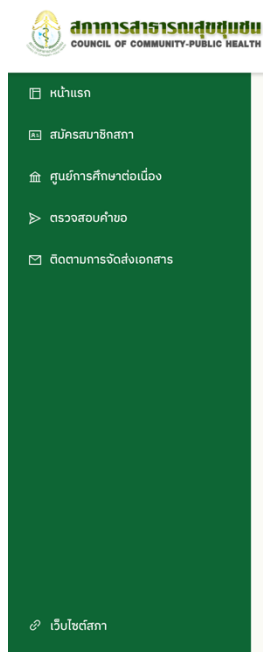 สภาการสาธารณสุขชุมชน
COUNCIL OF COMMUNITY-PUBLIC HEALTH
หน้าแรก
สมัครสมาชิกสภา
ศูนย์การศึกษาต่อเนื่อง
ตรวจสอบคำขอ
ติดตามการจัดส่งเอกสาร
เว็บไซต์สภา